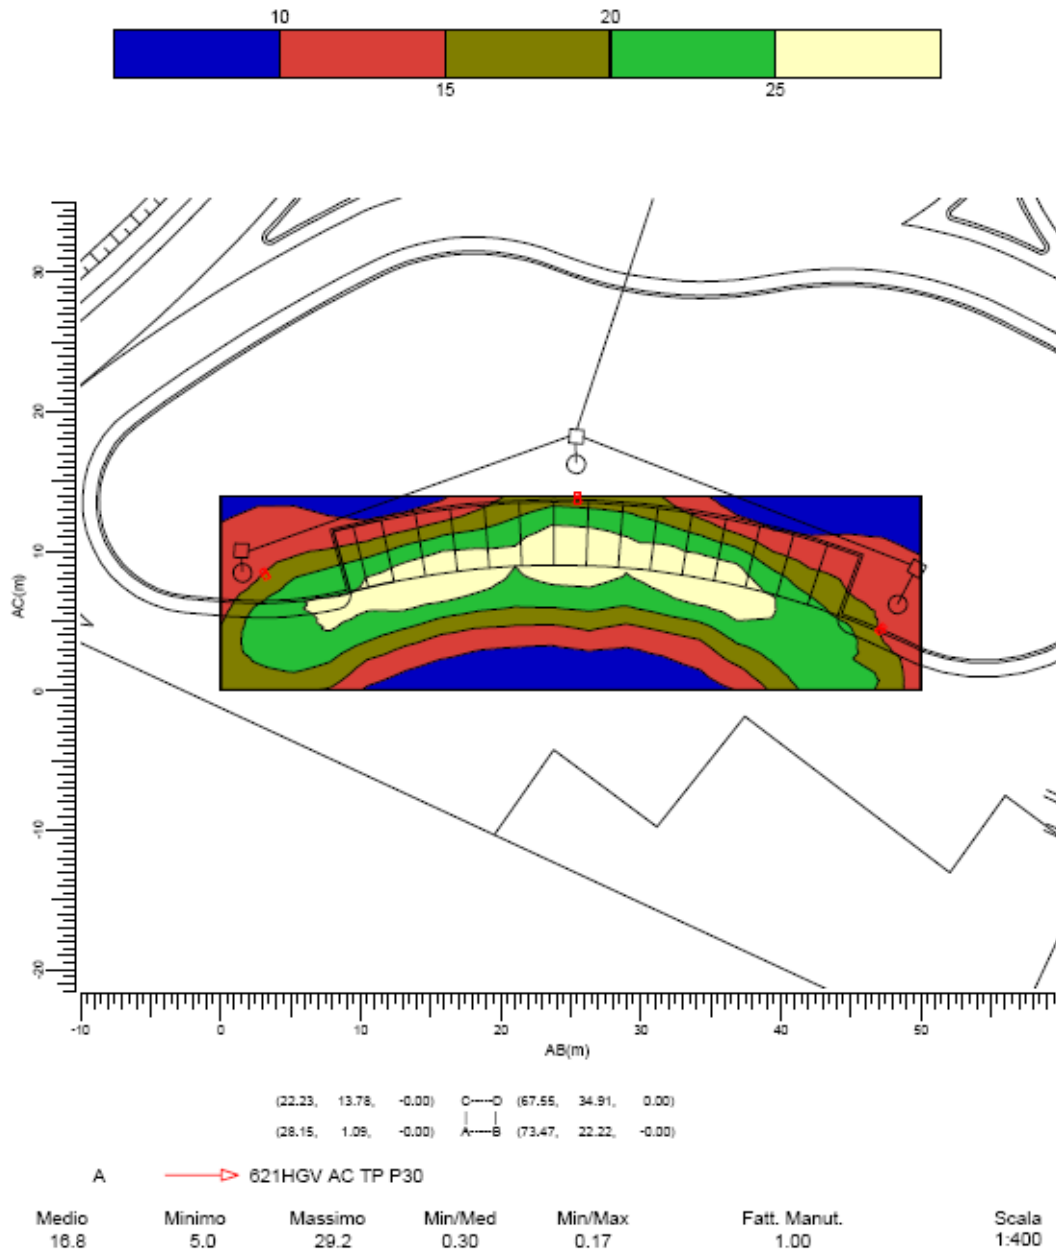 10 20
15 25
30
20
10
0
-10
-20
AC(m)
-10 0 10 20 30 40 50
AB(m)
(22.23, 13.78, -0.00) C-----D (67.55, 34.91, 0.00)
(28.15, 1.09, -0.00) A-----B (73.47, 22.22, -0.00)
A 621HGV AC TP P30
Medio Minimo Massimo Min/Med Min/Max Fatt. Manut. Scala
16.8 5.0 29.2 0.30 0.17 1.00 1:400